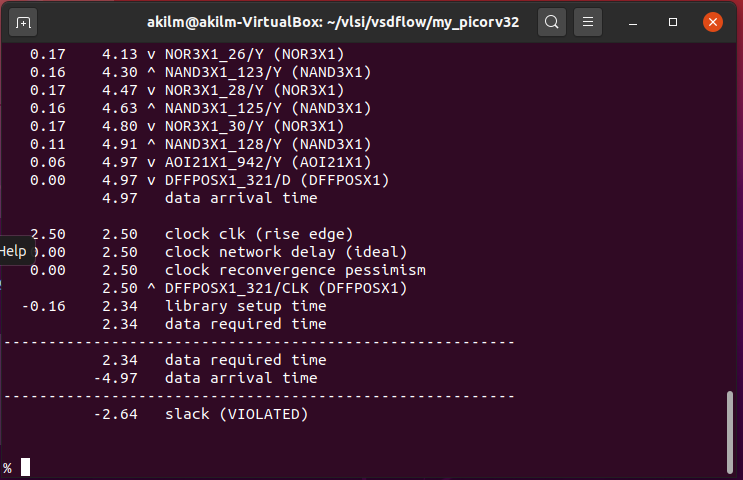 akilm@akilm-VirtualBox: ~/vlsi/vsdflow/my_picorv32
0.17 4.13 v NOR3X1_26/Y (NOR3X1)
0.16 4.30 ^ NAND3X1_123/Y (NAND3X1)
0.17 4.47 v NOR3X1_28/Y (NOR3X1)
0.16 4.63 ^ NAND3X1_125/Y (NAND3X1)
0.17 4.80 v NOR3X1_30/Y (NOR3X1)
0.11 4.91 ^ NAND3X1_128/Y (NAND3X1)
0.06 4.97 v AOI21X1_942/Y (AOI21X1)
0.00 4.97 v DFFPOSX1_321/D (DFFPOSX1)
4.97 data arrival time
2.50 2.50 clock clk (rise edge)
Help
0.00 2.50 clock network delay (ideal)
0.00 2.50 clock reconvergence pessimism
2.50 ^ DFFPOSX1_321/CLK (DFFPOSX1)
-0.16 2.34 library setup time
2.34 data required time
---------------------------------------------------------
2.34 data required time
-4.97 data arrival time
---------------------------------------------------------
-2.64 slack (VIOLATED)
%